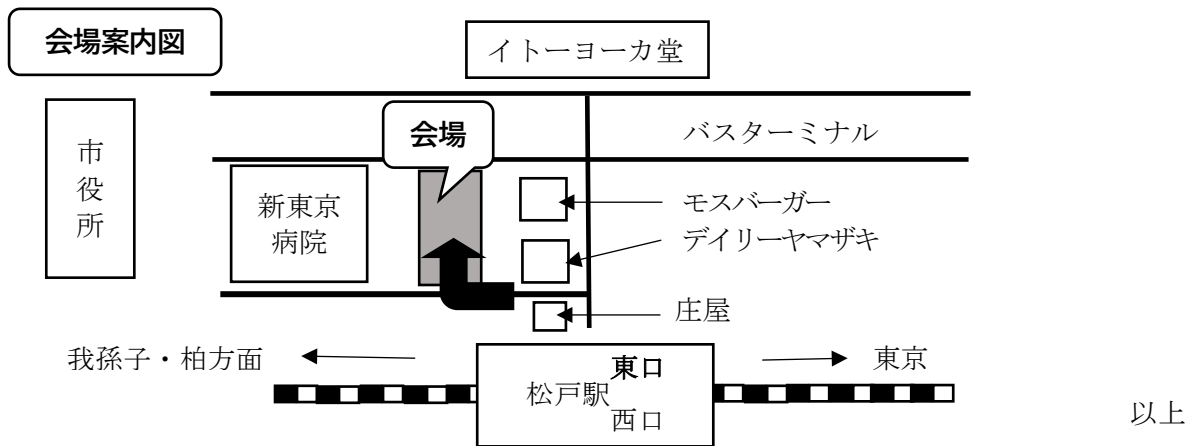 会場案内図
イトーヨーカ堂
市役所
会場
バスターミナル
新東京
病院
モスバーガー
デイリーヤマザキ
庄屋
我孫子・柏方面
東京
東口
松戸駅
西口
以上